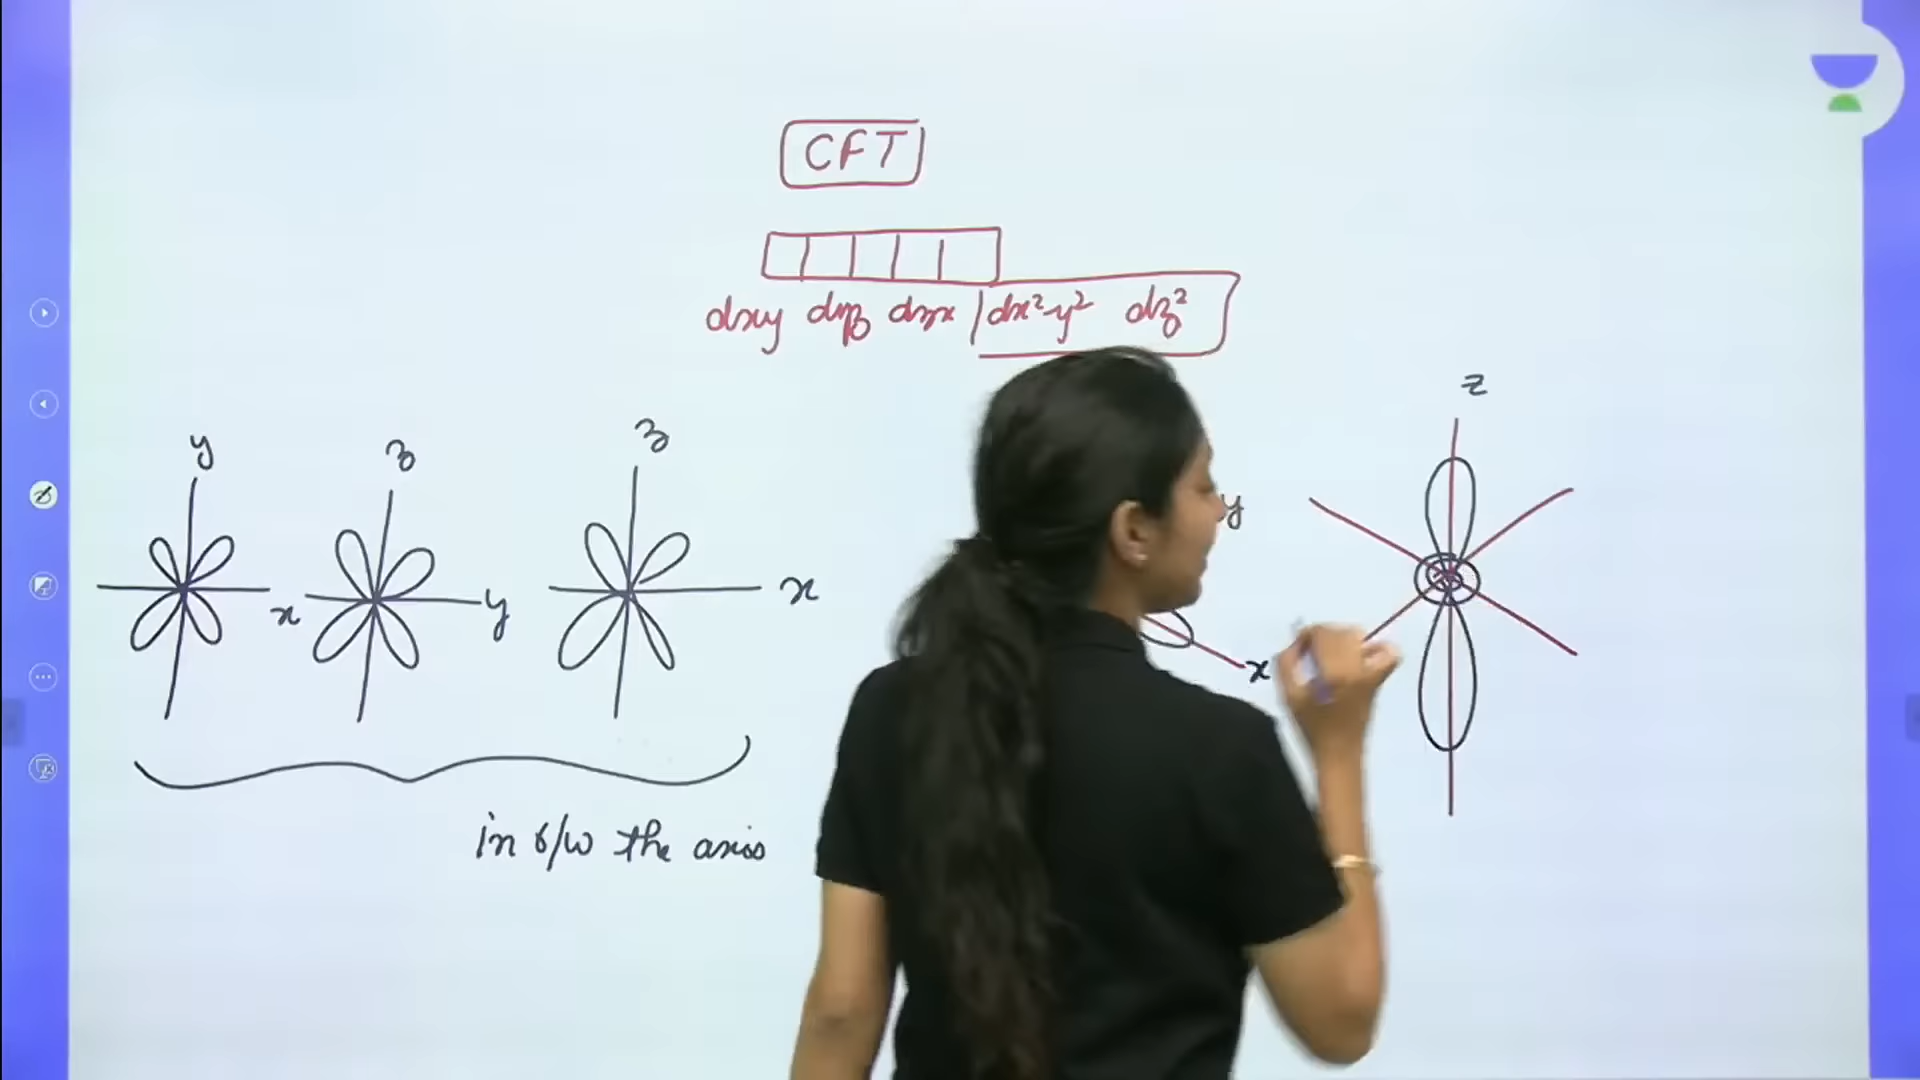 CFT
dxy dyz dzx dx²-y² dz²
z
y z z
y
x y x
x
in b/w the axis